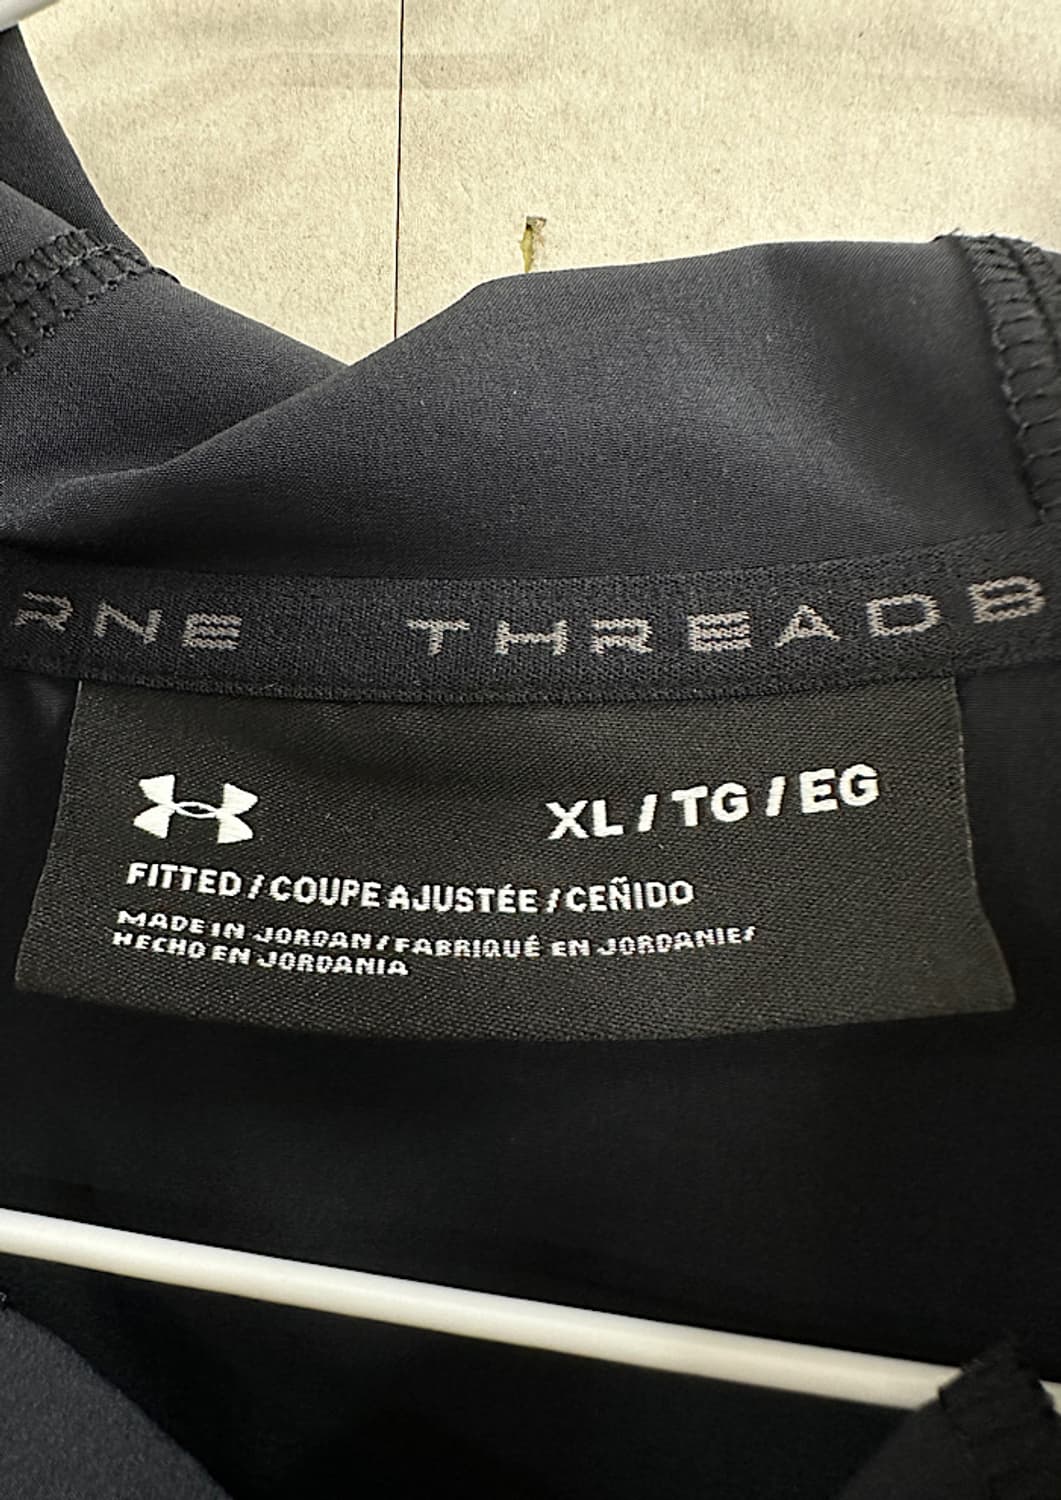 RNE THREADB
XL / TG / EG
FITTED / COUPE AJUSTÉE / CEÑIDO
MADE IN JORDAN / FABRIQUÉ EN JORDANIE /
HECHO EN JORDANIA